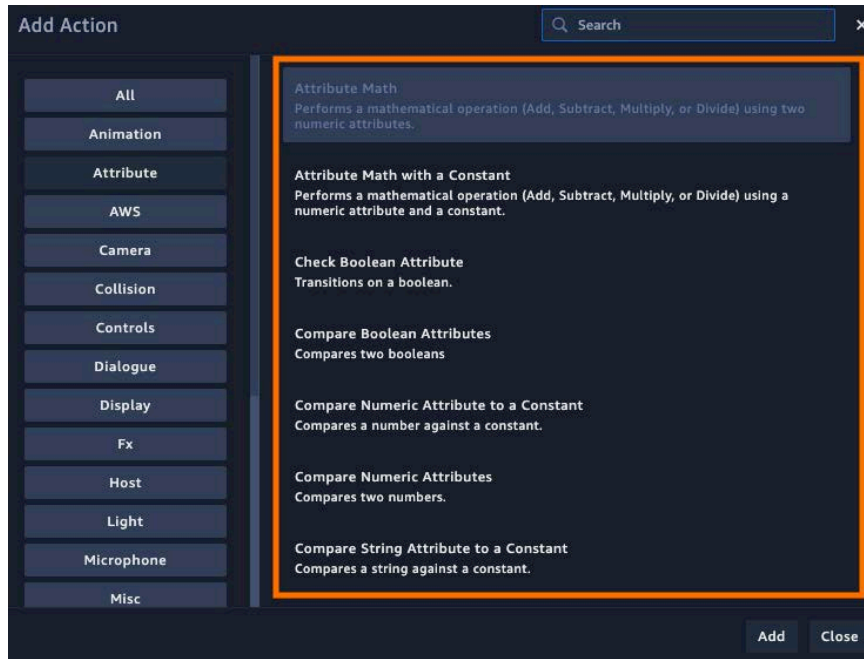 Add Action
Search
All
Animation
Attribute
AWS
Camera
Collision
Controls
Dialogue
Display
Fx
Host
Light
Microphone
Misc
Attribute Math
Performs a mathematical operation (Add, Subtract, Multiply, or Divide) using two
numeric attributes.
Attribute Math with a Constant
Performs a mathematical operation (Add, Subtract, Multiply, or Divide) using a
numeric attribute and a constant.
Check Boolean Attribute
Transitions on a boolean.
Compare Boolean Attributes
Compares two booleans
Compare Numeric Attribute to a Constant
Compares a number against a constant.
Compare Numeric Attributes
Compares two numbers.
Compare String Attribute to a Constant
Compares a string against a constant.
Add
Close